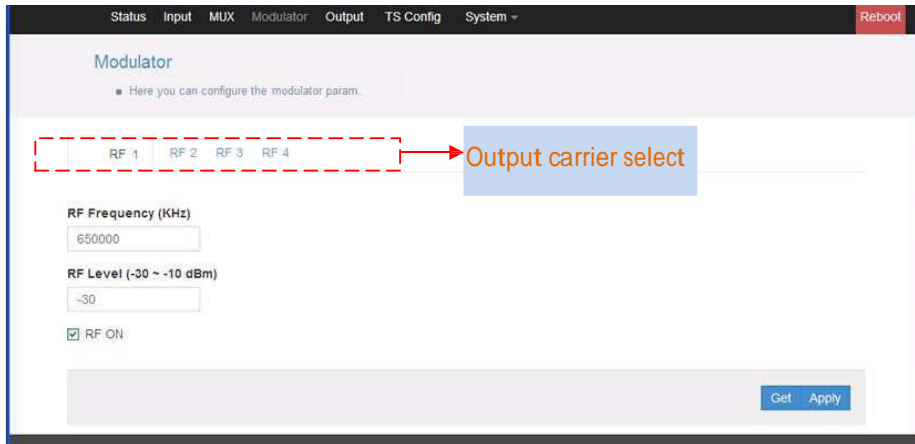 Status Input MUX Modulator Output TS Config System Reboot
Modulator
Here you can configure the modulator param.
RF 1 RF 2 RF 3 RF 4
Output carrier select
RF Frequency (KHz)
650000
RF Level (-30 ~ -10 dBm)
-30
RF ON
Get Apply